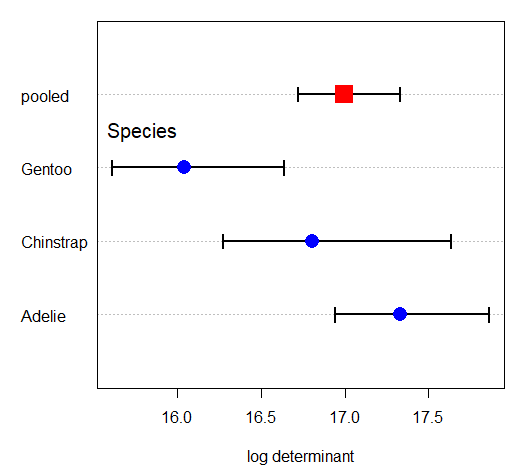 pooled
Species
Gentoo
Chinstrap
Adelie
16.0 16.5 17.0 17.5
log determinant